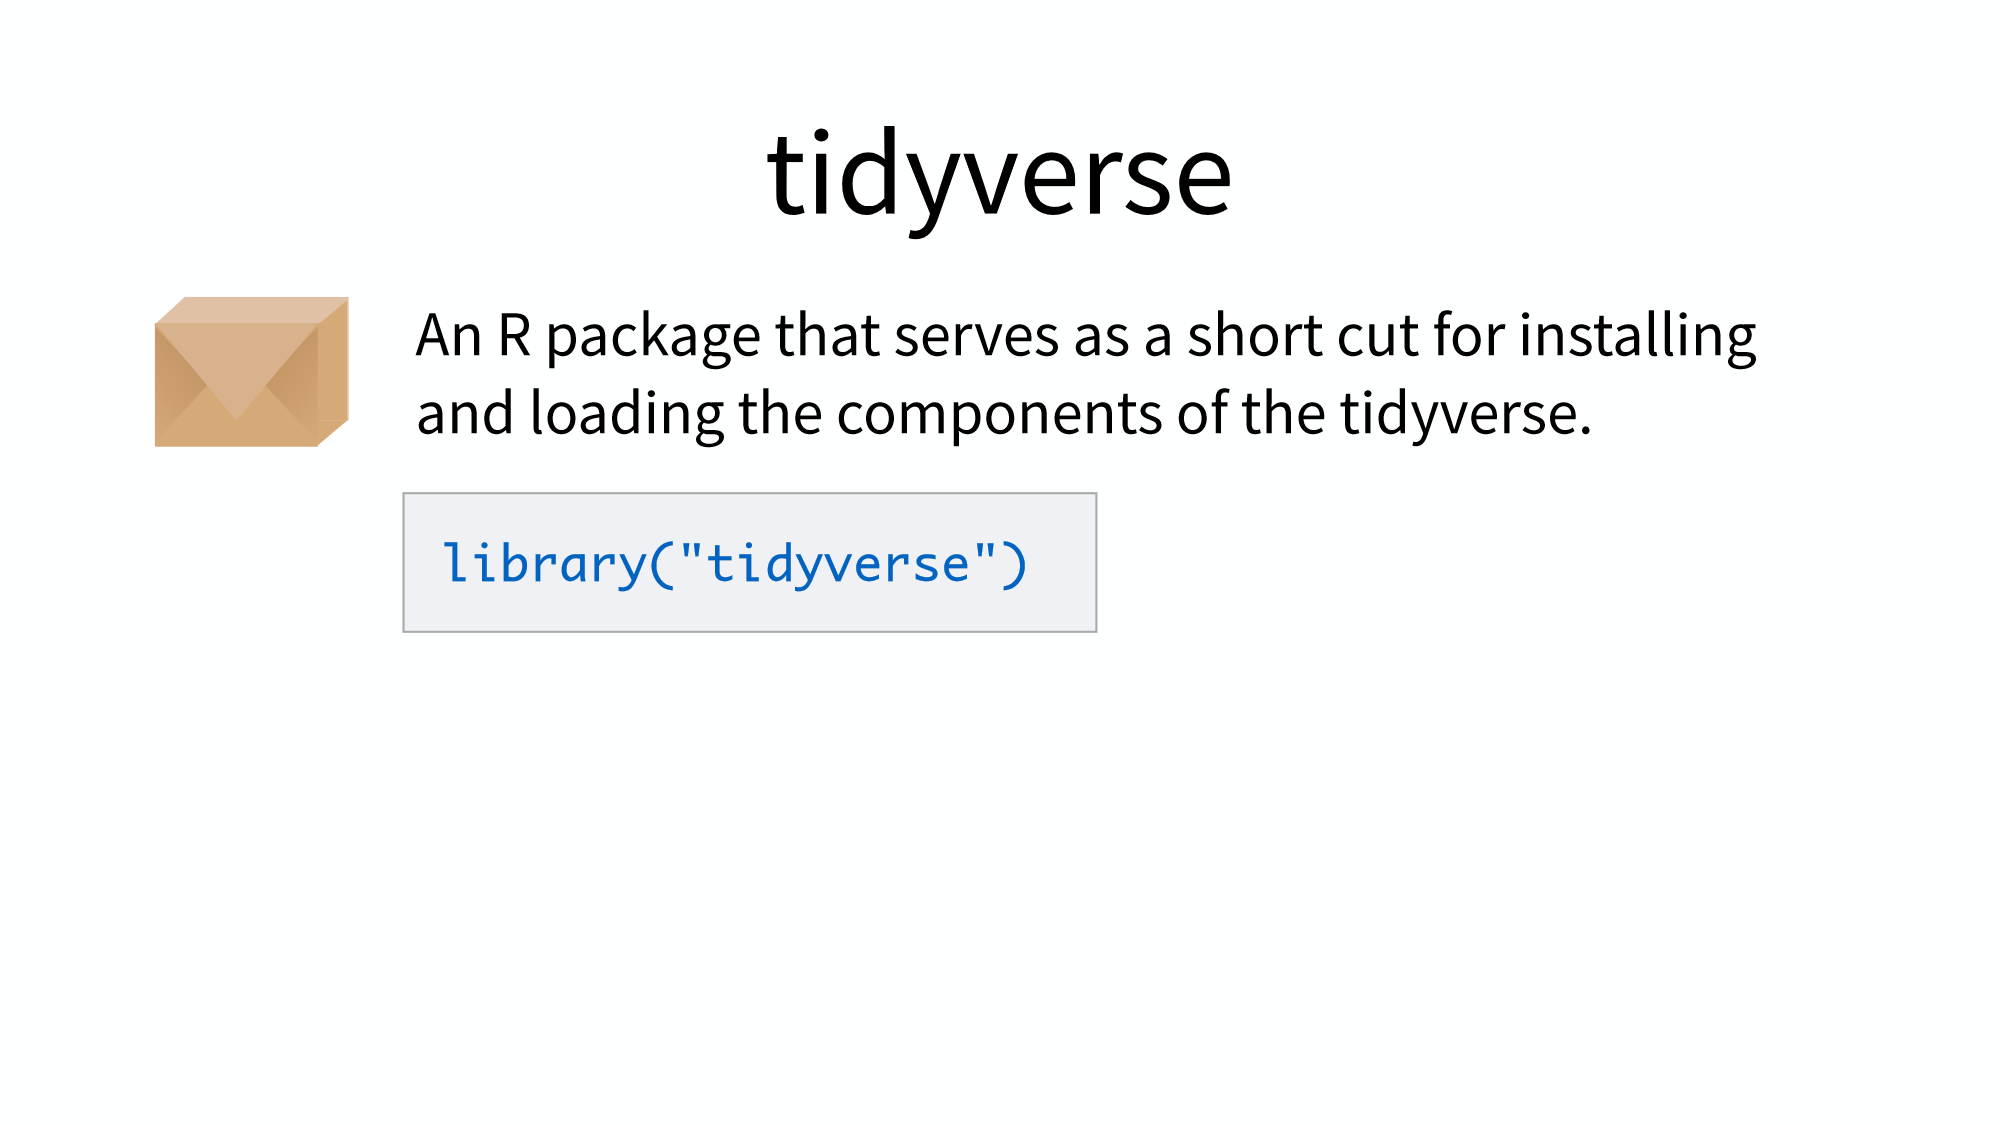 tidyverse
An R package that serves as a short cut for installing
and loading the components of the tidyverse.
library("tidyverse")